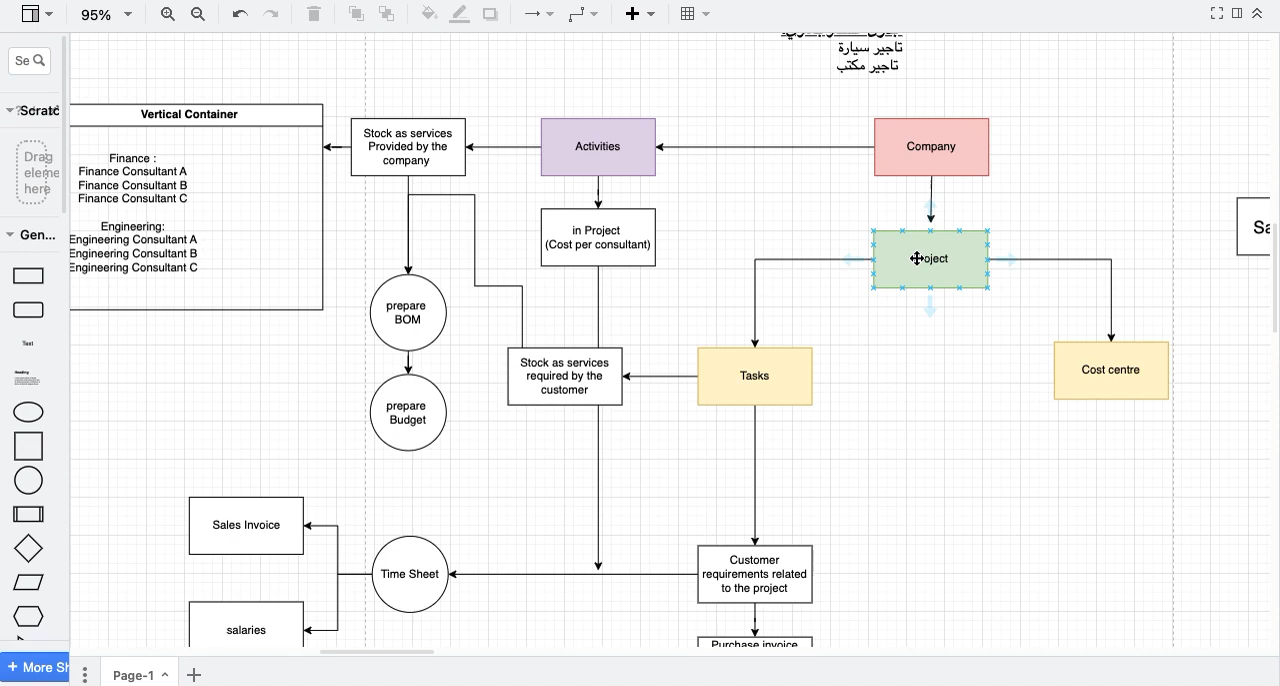 95%
تاجير سيارة
تاجير مكتب
Se
Scratc
Drag
eleme
here
Gen...
Text
Heading
Vertical Container
Finance :
Finance Consultant A
Finance Consultant B
Finance Consultant C
Engineering:
Engineering Consultant A
Engineering Consultant B
Engineering Consultant C
Stock as services
Provided by the
company
Activities
Company
in Project
(Cost per consultant)
oject
Sa
prepare
BOM
Stock as services
required by the
customer
Tasks
Cost centre
prepare
Budget
Sales Invoice
Time Sheet
Customer
requirements related
to the project
salaries
Purchase invoice
+ More Sh
Page-1